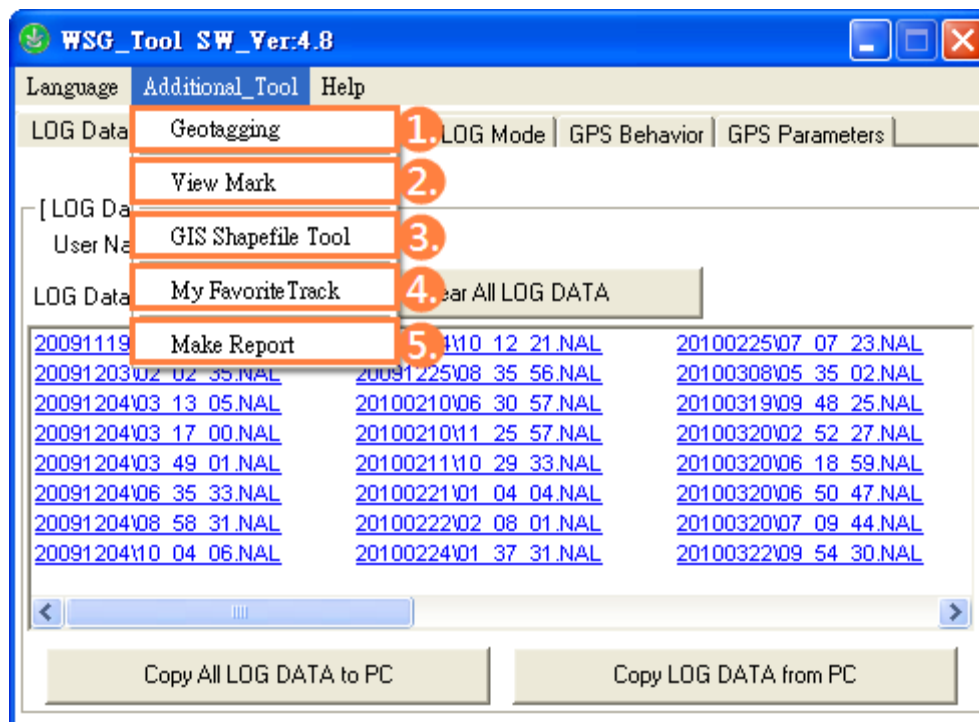 WSG_Tool SW_Ver:4.8
Language Additional_Tool Help
LOG Data LOG Mode GPS Behavior GPS Parameters
Geotagging 1.
View Mark 2.
[ LOG Da
GIS Shapefile Tool 3.
User Na
My FavoriteTrack 4.
LOG Data ear All LOG DATA
Make Report 5.
20091119 4\10_12_21.NAL 20100225\07_07_23.NAL
20091203\02_02_35.NAL 20091225\08_35_56.NAL 20100308\05_35_02.NAL
20091204\03_13_05.NAL 20100210\06_30_57.NAL 20100319\09_48_25.NAL
20091204\03_17_00.NAL 20100210\11_25_57.NAL 20100320\02_52_27.NAL
20091204\03_49_01.NAL 20100211\10_29_33.NAL 20100320\06_18_59.NAL
20091204\06_35_33.NAL 20100221\01_04_04.NAL 20100320\06_50_47.NAL
20091204\08_58_31.NAL 20100222\02_08_01.NAL 20100320\07_09_44.NAL
20091204\10_04_06.NAL 20100224\01_37_31.NAL 20100322\09_54_30.NAL
Copy All LOG DATA to PC Copy LOG DATA from PC